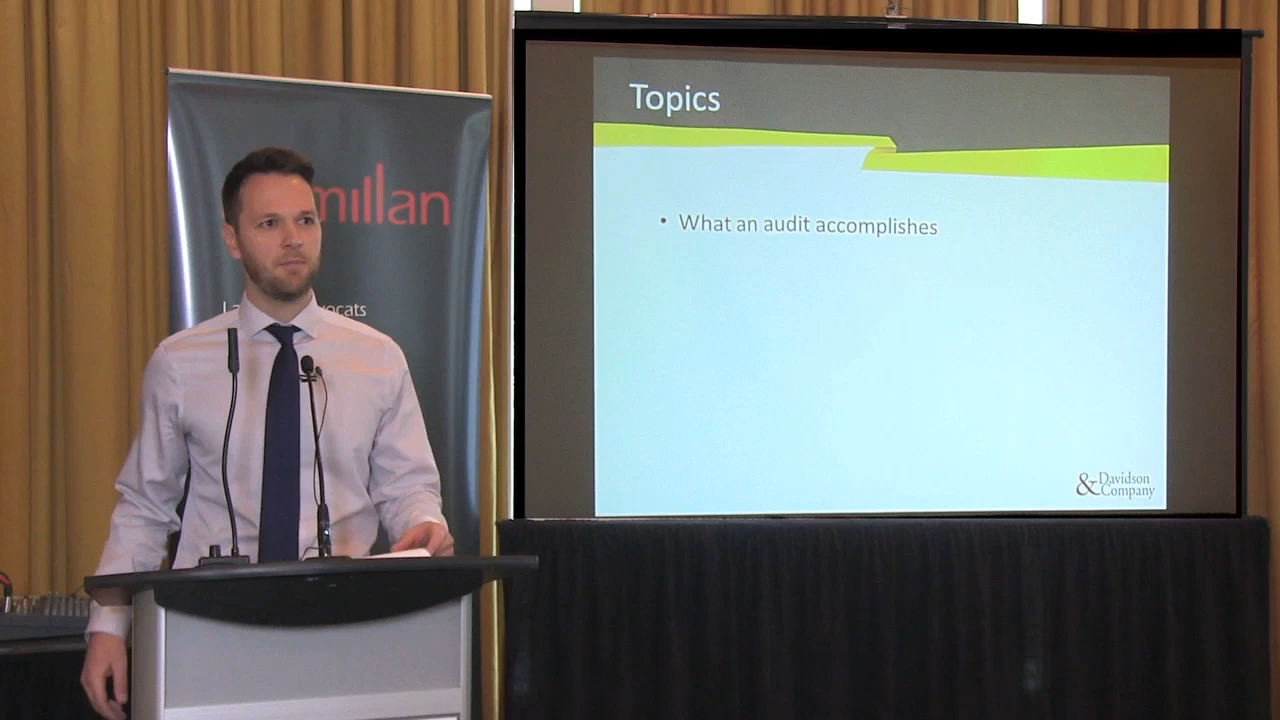 Topics
• What an audit accomplishes
& Davidson
Company
millan